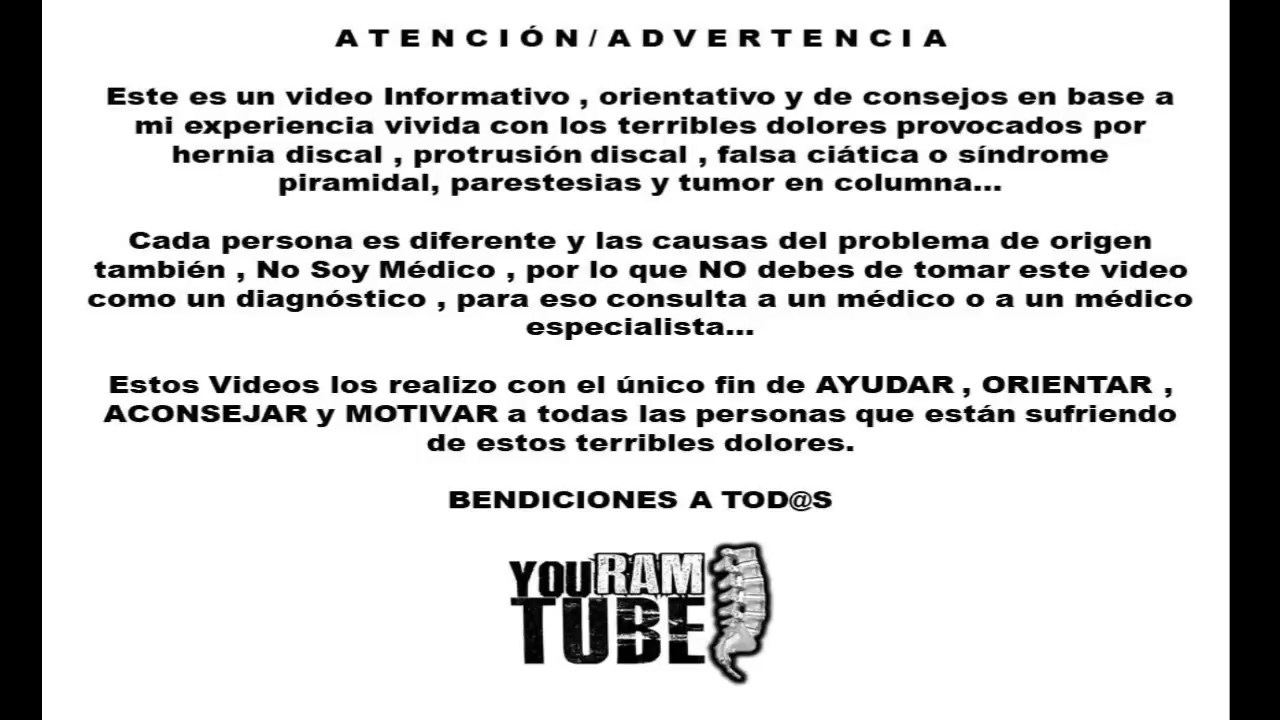 ATENCIÓN/ADVERTENCIA
Este es un video Informativo , orientativo y de consejos en base a
mi experiencia vivida con los terribles dolores provocados por
hernia discal , protrusión discal , falsa ciática o síndrome
piramidal, parestesias y tumor en columna...
Cada persona es diferente y las causas del problema de origen
también , No Soy Médico , por lo que NO debes de tomar este video
como un diagnóstico , para eso consulta a un médico o a un médico
especialista...
Estos Videos los realizo con el único fin de AYUDAR , ORIENTAR ,
ACONSEJAR y MOTIVAR a todas las personas que están sufriendo
de estos terribles dolores.
BENDICIONES A TOD@S
YOURAM
TUBE